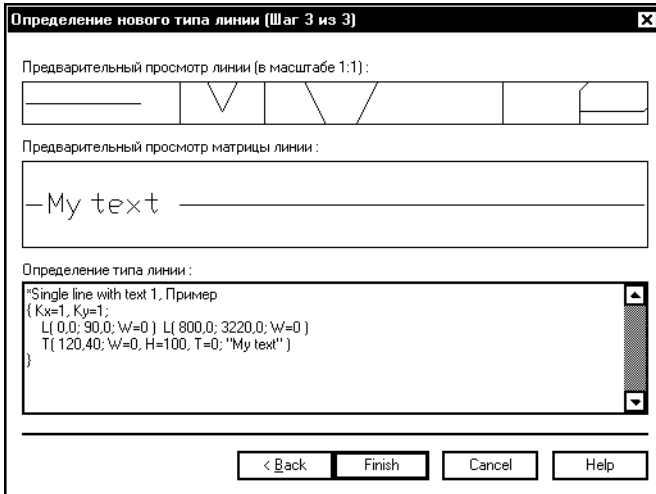 Определение нового типа линии (Шаг 3 из 3)
Предварительный просмотр линии (в масштабе 1:1) :
Предварительный просмотр матрицы линии :
My text
Определение типа линии :
*Single line with text 1, Пример
{ Kx=1, Ky=1;
L( 0,0; 90,0; W=0 ) L( 800,0; 3220,0; W=0 )
T( 120,40; W=0, H=100, T=0; "My text" )
}
< Back Finish Cancel Help